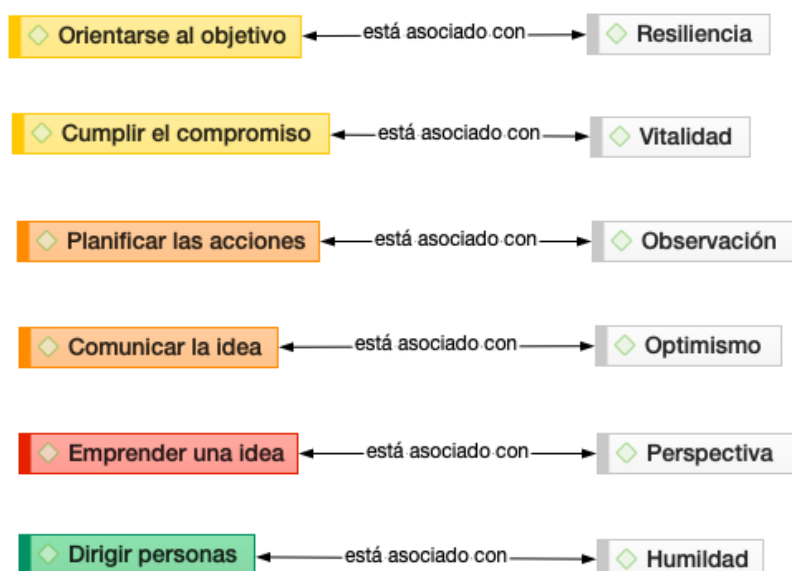 Orientarse al objetivo está asociado con Resiliencia
Cumplir el compromiso está asociado con Vitalidad
Planificar las acciones está asociado con Observación
Comunicar la idea está asociado con Optimismo
Emprender una idea está asociado con Perspectiva
Dirigir personas está asociado con Humildad